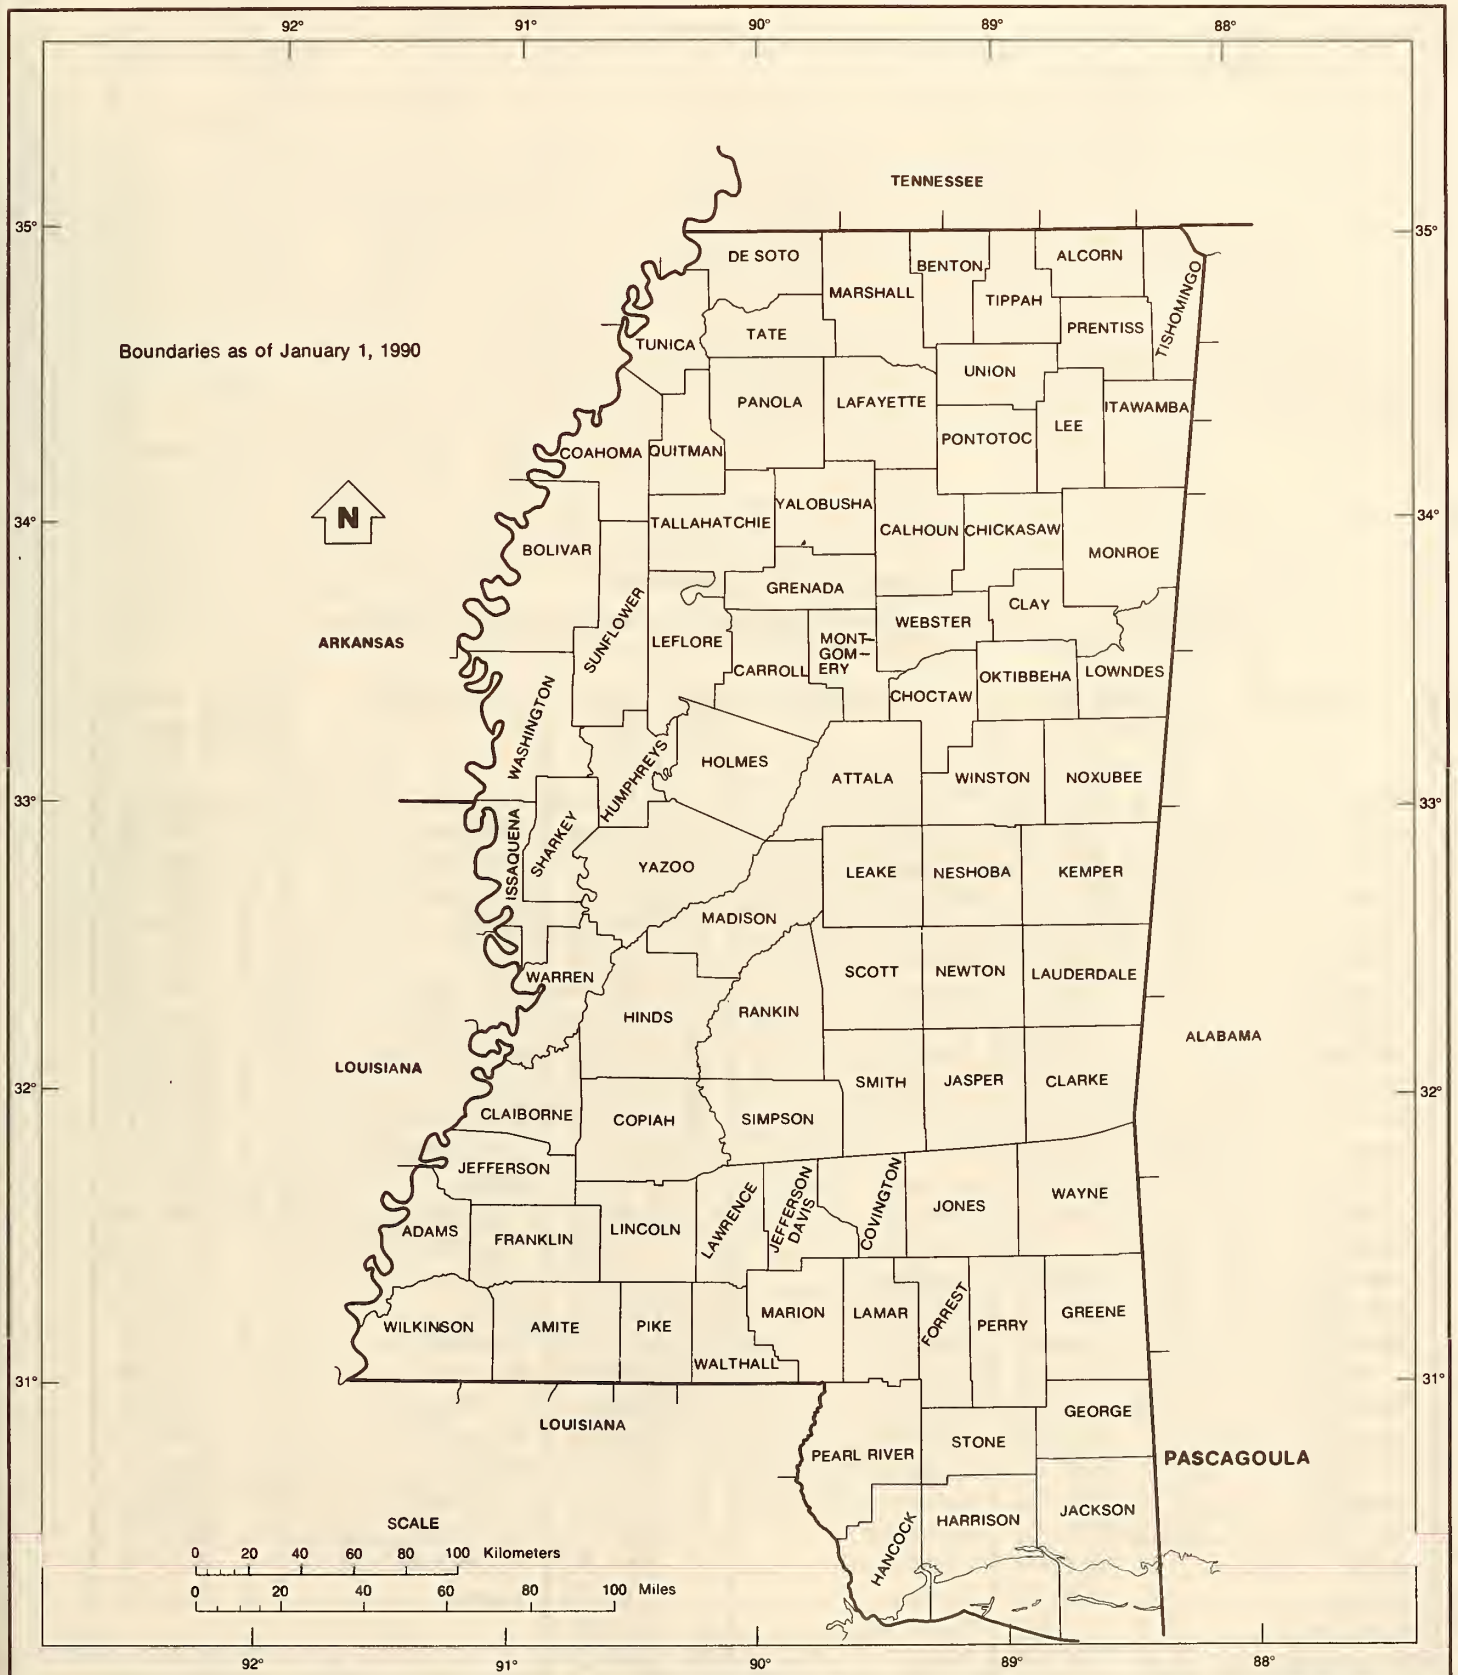 92° 91° 90° 89° 88°
TENNESSEE
35° 35°
DE SOTO
BENTON
ALCORN
MARSHALL
TIPPAH
TISHOMINGO
PRENTISS
TATE
TUNICA
Boundaries as of January 1, 1990
UNION
PANOLA
LAFAYETTE
ITAWAMBA
LEE
PONTOTOC
COAHOMA
QUITMAN
N
34° 34°
YALOBUSHA
TALLAHATCHIE
CALHOUN
CHICKASAW
BOLIVAR
MONROE
GRENADA
CLAY
WEBSTER
SUNFLOWER
ARKANSAS
LEFLORE
MONT-
GOM-
ERY
CARROLL
OKTIBBEHA
LOWNDES
CHOCTAW
WASHINGTON
HUMPHREYS
HOLMES
ATTALA
WINSTON
NOXUBEE
33° 33°
ISSAQUENA
SHARKEY
YAZOO
LEAKE
NESHOBA
KEMPER
MADISON
WARREN
SCOTT
NEWTON
LAUDERDALE
HINDS
RANKIN
ALABAMA
LOUISIANA
32° 32°
SMITH
JASPER
CLARKE
CLAIBORNE
COPIAH
SIMPSON
JEFFERSON
LAWRENCE
JEFFERSON
DAVIS
COVINGTON
JONES
WAYNE
ADAMS
FRANKLIN
LINCOLN
WILKINSON
AMITE
PIKE
WALTHALL
MARION
LAMAR
FORREST
PERRY
GREENE
31° 31°
LOUISIANA
GEORGE
PEARL RIVER
STONE
PASCAGOULA
HANCOCK
HARRISON
JACKSON
SCALE
0 20 40 60 80 100 Kilometers
0 20 40 60 80 100 Miles
92° 91° 90° 89° 88°